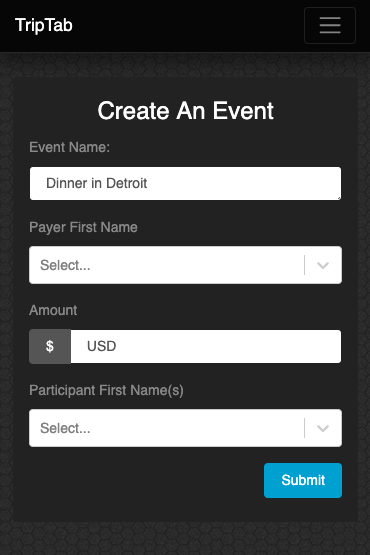 TripTab
Create An Event
Event Name:
Dinner in Detroit
Payer First Name
Select...
Amount
$ USD
Participant First Name(s)
Select...
Submit